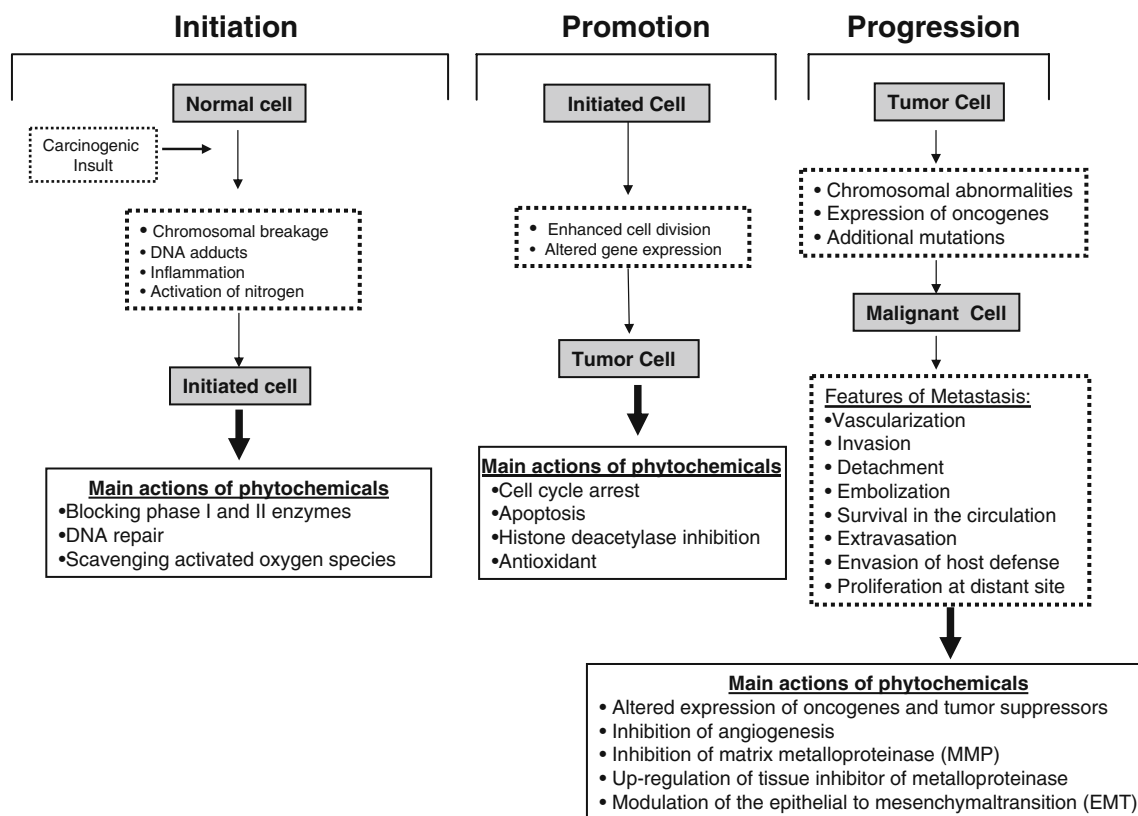 Initiation
Normal cell
Carcinogenic
Insult
• Chromosomal breakage
• DNA adducts
• Inflammation
• Activation of nitrogen
Initiated cell
Main actions of phytochemicals
•Blocking phase I and II enzymes
•DNA repair
•Scavenging activated oxygen species
Promotion
Initiated Cell
• Enhanced cell division
• Altered gene expression
Tumor Cell
Main actions of phytochemicals
•Cell cycle arrest
•Apoptosis
•Histone deacetylase inhibition
•Antioxidant
Progression
Tumor Cell
• Chromosomal abnormalities
• Expression of oncogenes
• Additional mutations
Malignant Cell
Features of Metastasis:
•Vascularization
• Invasion
• Detachment
• Embolization
• Survival in the circulation
• Extravasation
• Envasion of host defense
• Proliferation at distant site
Main actions of phytochemicals
• Altered expression of oncogenes and tumor suppressors
• Inhibition of angiogenesis
• Inhibition of matrix metalloproteinase (MMP)
• Up-regulation of tissue inhibitor of metalloproteinase
• Modulation of the epithelial to mesenchymaltransition (EMT)